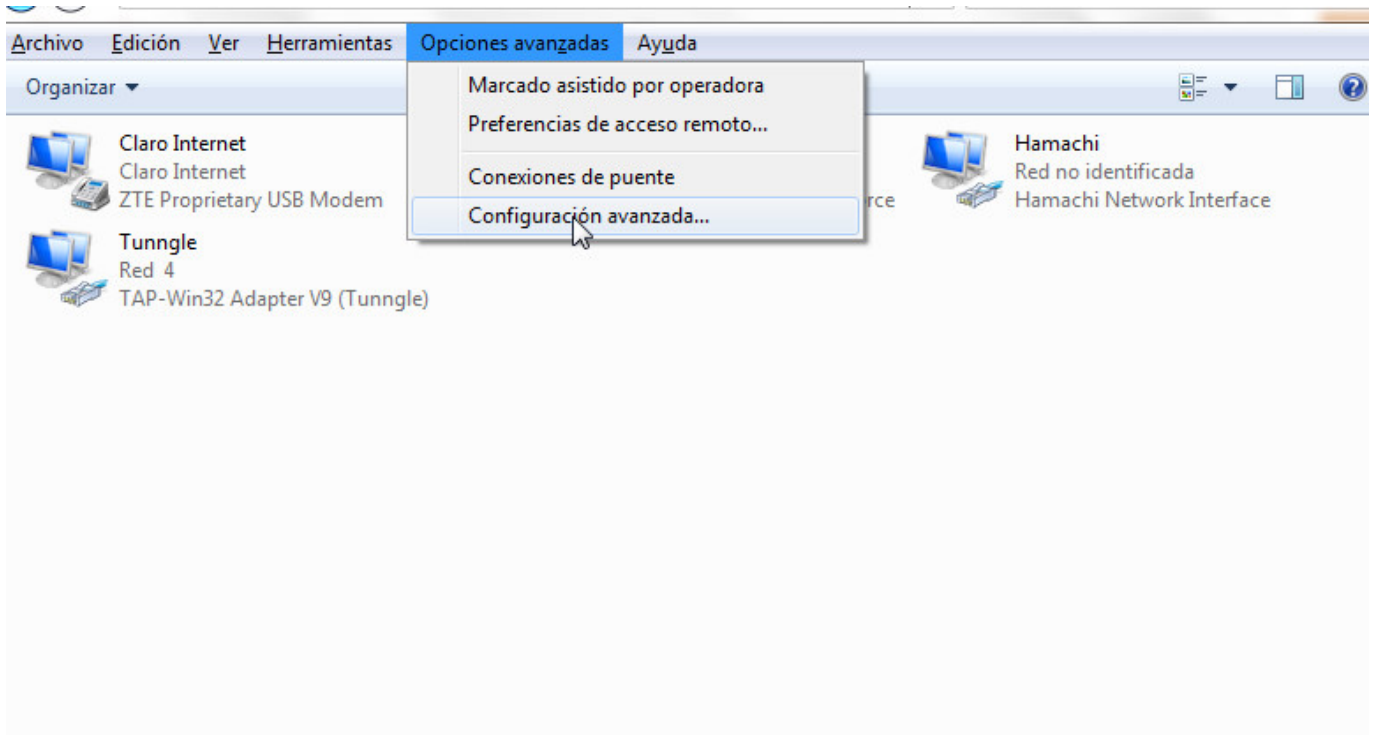 Archivo Edición Ver Herramientas Opciones avanzadas Ayuda
Organizar
Marcado asistido por operadora
Preferencias de acceso remoto...
Conexiones de puente
Configuración avanzada...
Claro Internet
Claro Internet
ZTE Proprietary USB Modem
Hamachi
Red no identificada
Hamachi Network Interface
Tunngle
Red 4
TAP-Win32 Adapter V9 (Tunngle)